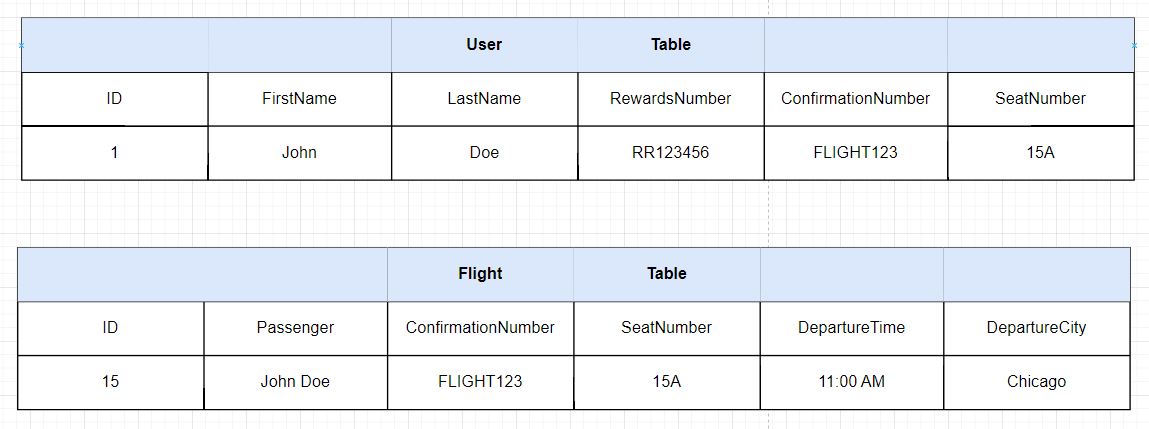 User Table
ID FirstName LastName RewardsNumber ConfirmationNumber SeatNumber
1 John Doe RR123456 FLIGHT123 15A
Flight Table
ID Passenger ConfirmationNumber SeatNumber DepartureTime DepartureCity
15 John Doe FLIGHT123 15A 11:00 AM Chicago